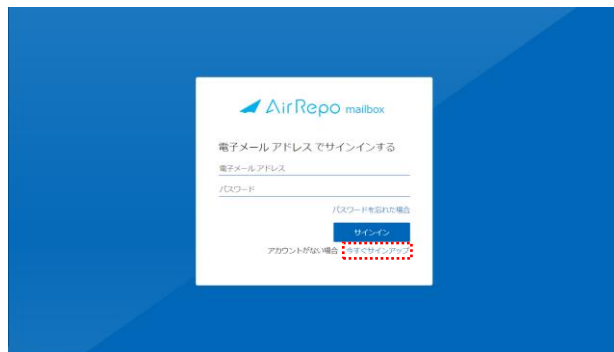 AirRepo mailbox
電子メール アドレス でサインインする
電子メール アドレス
パスワード
パスワードを忘れた場合
サインイン
アカウントがない場合 今すぐサインアップ